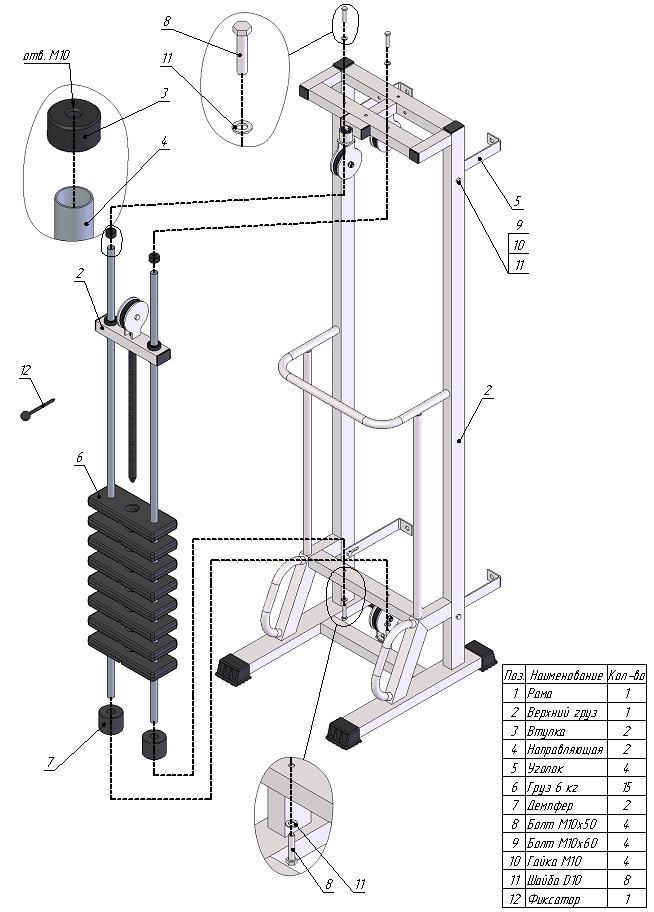 8
отв. М10
11
3
4
5
9
10
11
2
12
2
6
7
8 11
Поз. Наименование Кол-во
1 Рама 1
2 Верхний груз 1
3 Втулка 2
4 Направляющая 2
5 Уголок 4
6 Груз 6 кг 15
7 Демпфер 2
8 Болт М10х50 4
9 Болт М10х60 4
10 Гайка М10 4
11 Шайба D10 8
12 Фиксатор 1